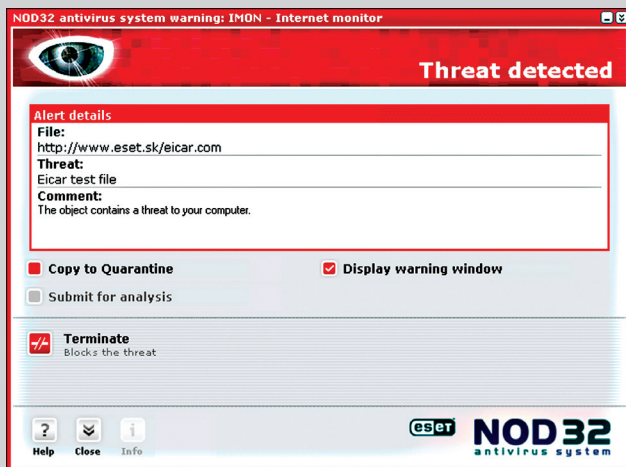 NOD32 antivirus system warning: IMON - Internet monitor
Threat detected
Alert details
File:
http://www.eset.sk/eicar.com
Threat:
Eicar test file
Comment:
The object contains a threat to your computer.
Copy to Quarantine
Display warning window
Submit for analysis
Terminate
Blocks the threat
? Help
Close
i Info
eset NOD32
antivirus system